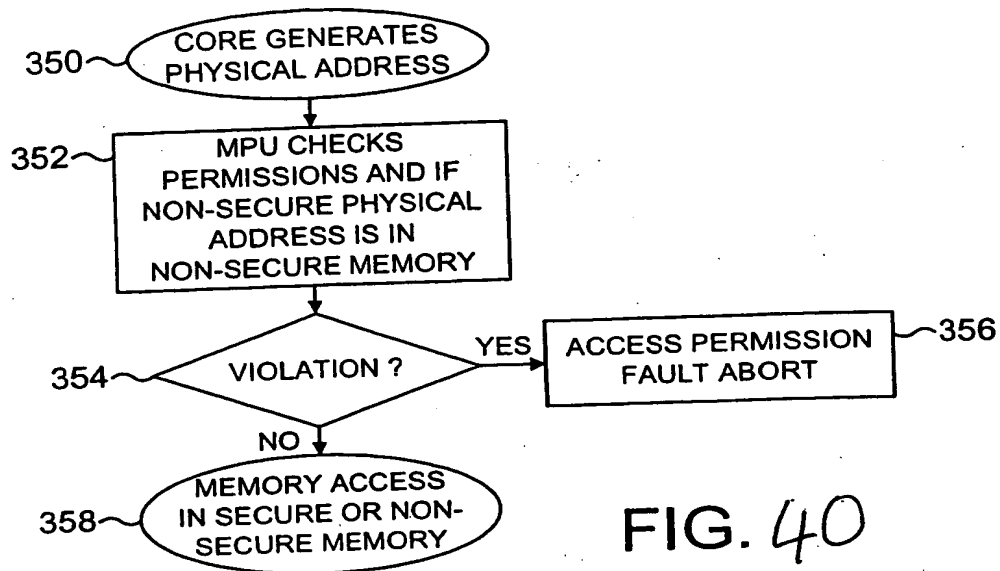 350
CORE GENERATES
PHYSICAL ADDRESS
352
MPU CHECKS
PERMISSIONS AND IF
NON-SECURE PHYSICAL
ADDRESS IS IN
NON-SECURE MEMORY
354
VIOLATION ?
YES
ACCESS PERMISSION
FAULT ABORT
356
NO
358
MEMORY ACCESS
IN SECURE OR NON-
SECURE MEMORY
FIG. 40